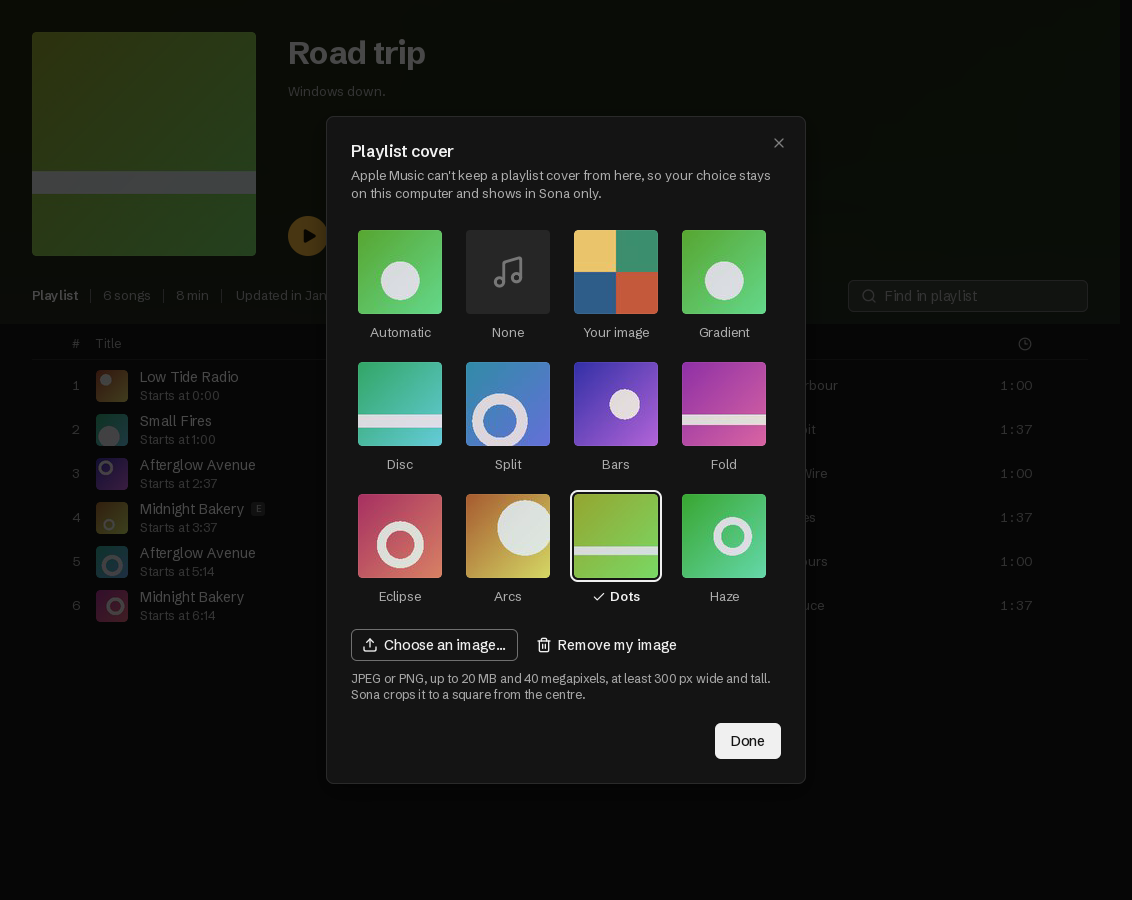 Road trip
Windows down.
Playlist cover
Apple Music can't keep a playlist cover from here, so your choice stays
on this computer and shows in Sona only.
Automatic
None
Your image
Gradient
Disc
Split
Bars
Fold
Eclipse
Arcs
Dots
Haze
Choose an image...
Remove my image
JPEG or PNG, up to 20 MB and 40 megapixels, at least 300 px wide and tall.
Sona crops it to a square from the centre.
Done
Playlist
6 songs
8 min
Updated in Jan
Find in playlist
# Title
1 Low Tide Radio 1:00
Starts at 0:00
2 Small Fires 1:37
Starts at 1:00
3 Afterglow Avenue 1:00
Starts at 2:37
4 Midnight Bakery E 1:37
Starts at 3:37
5 Afterglow Avenue 1:00
Starts at 5:14
6 Midnight Bakery 1:37
Starts at 6:14